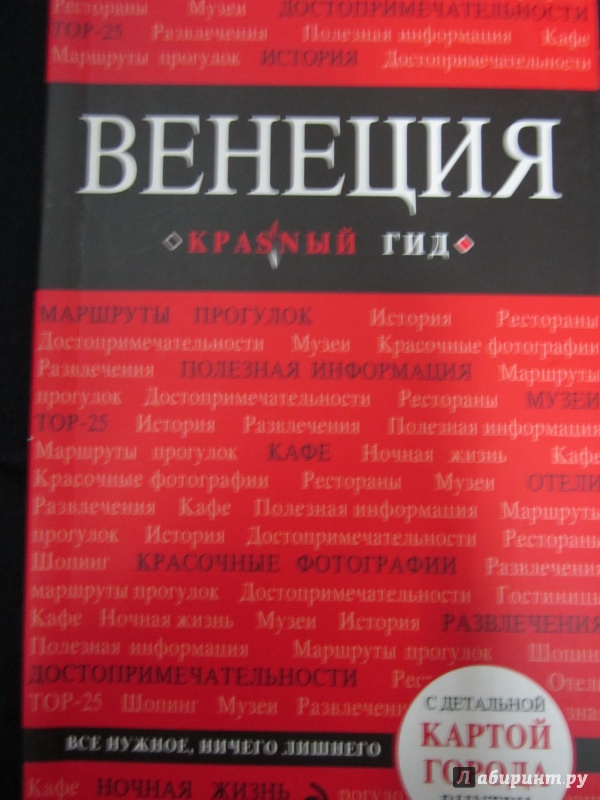 Рестораны Музеи ДОСТОПРИМЕЧАТЕЛЬНОСТИ
TOP-25 Развлечения Полезная информация Кафе
Маршруты прогулок ИСТОРИЯ Достопримечательности
ВЕНЕЦИЯ
КРАSNЫЙ ГИД
МАРШРУТЫ ПРОГУЛОК История Рестораны
Достопримечательности Музеи Красочные фотографии
Развлечения ПОЛЕЗНАЯ ИНФОРМАЦИЯ Маршруты
прогулок Достопримечательности Рестораны МУЗЕИ
TOP-25 История Развлечения Полезная информация
Маршруты прогулок КАФЕ Ночная жизнь Кафе
Красочные фотографии Рестораны Музеи ОТЕЛИ
Развлечения Кафе Полезная информация Маршруты
прогулок История Достопримечательности Рестораны
Шопинг КРАСОЧНЫЕ ФОТОГРАФИИ Развлечения
маршруты прогулок Достопримечательности Гостиницы
Кафе Ночная жизнь Музеи История РАЗВЛЕЧЕНИЯ
Полезная информация Маршруты прогулок Шопинг
ДОСТОПРИМЕЧАТЕЛЬНОСТИ Отели
TOP-25 Шопинг Музеи Развлечения
С ДЕТАЛЬНОЙ
КАРТОЙ
ГОРОДА
ВНУТРИ
ВСЕ НУЖНОЕ, НИЧЕГО ЛИШНЕГО
Кафе НОЧНАЯ ЖИЗНЬ
Лабиринт.ру